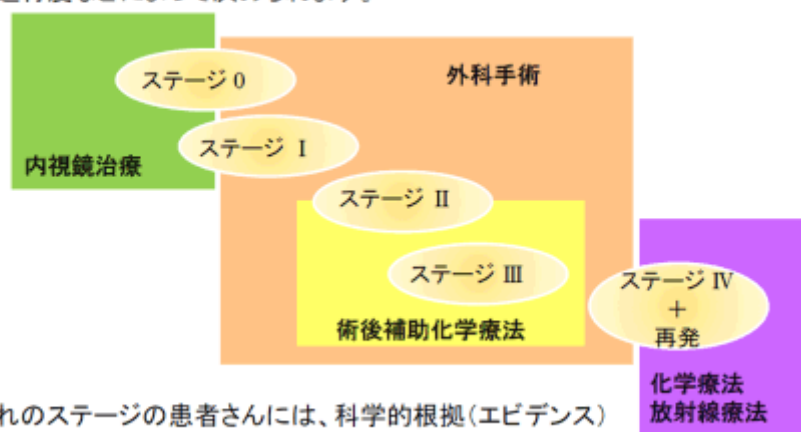 ステージ 0
外科手術
ステージ Ⅰ
内視鏡治療
ステージ Ⅱ
ステージ Ⅲ
ステージ Ⅳ
+
再発
術後補助化学療法
化学療法
放射線療法
れのステージの患者さんには、科学的根拠(エビデンス)